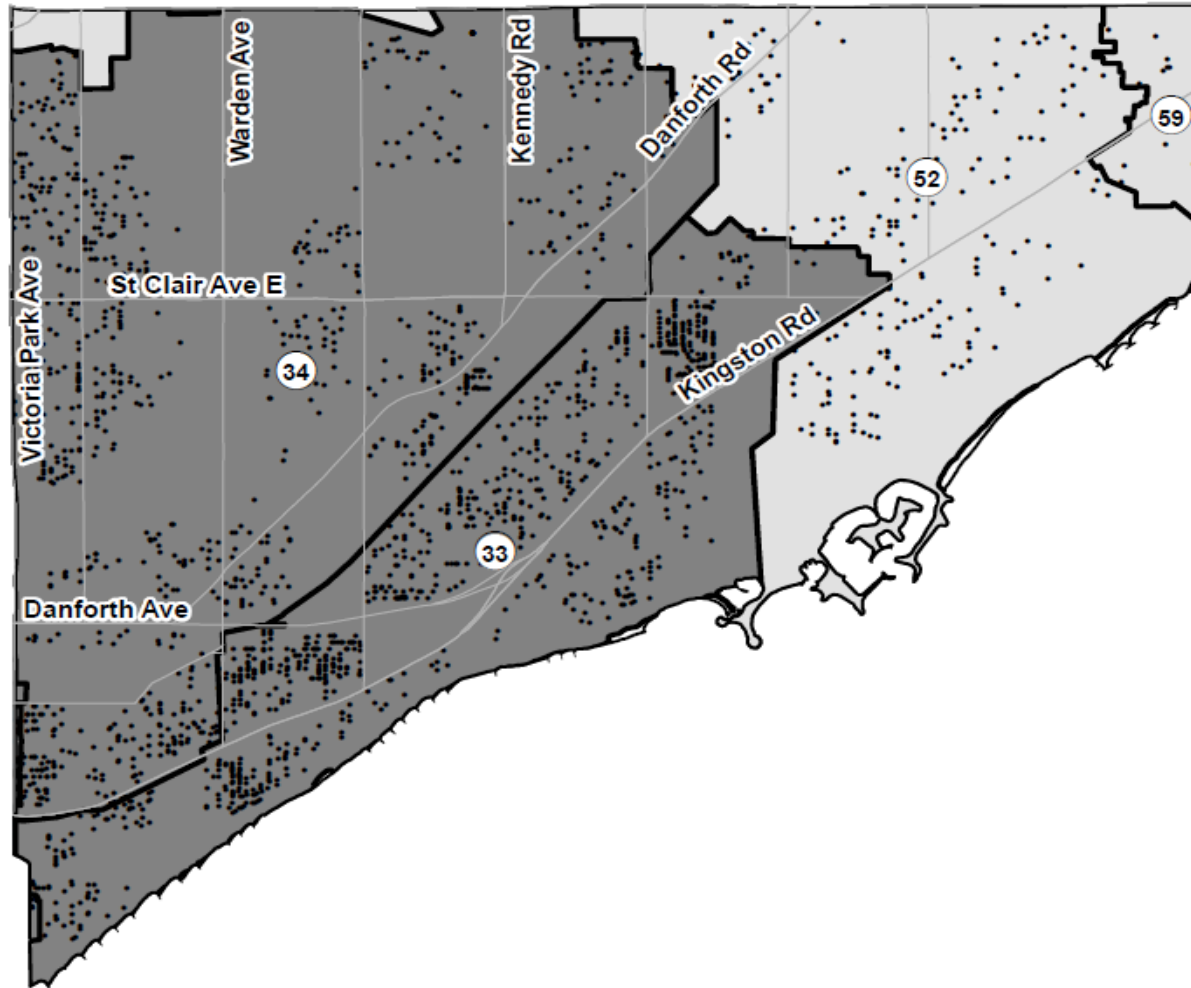 Warden Ave
Kennedy Rd
Danforth Rd
59
52
Victoria Park Ave
St Clair Ave E
34
Kingston Rd
33
Danforth Ave